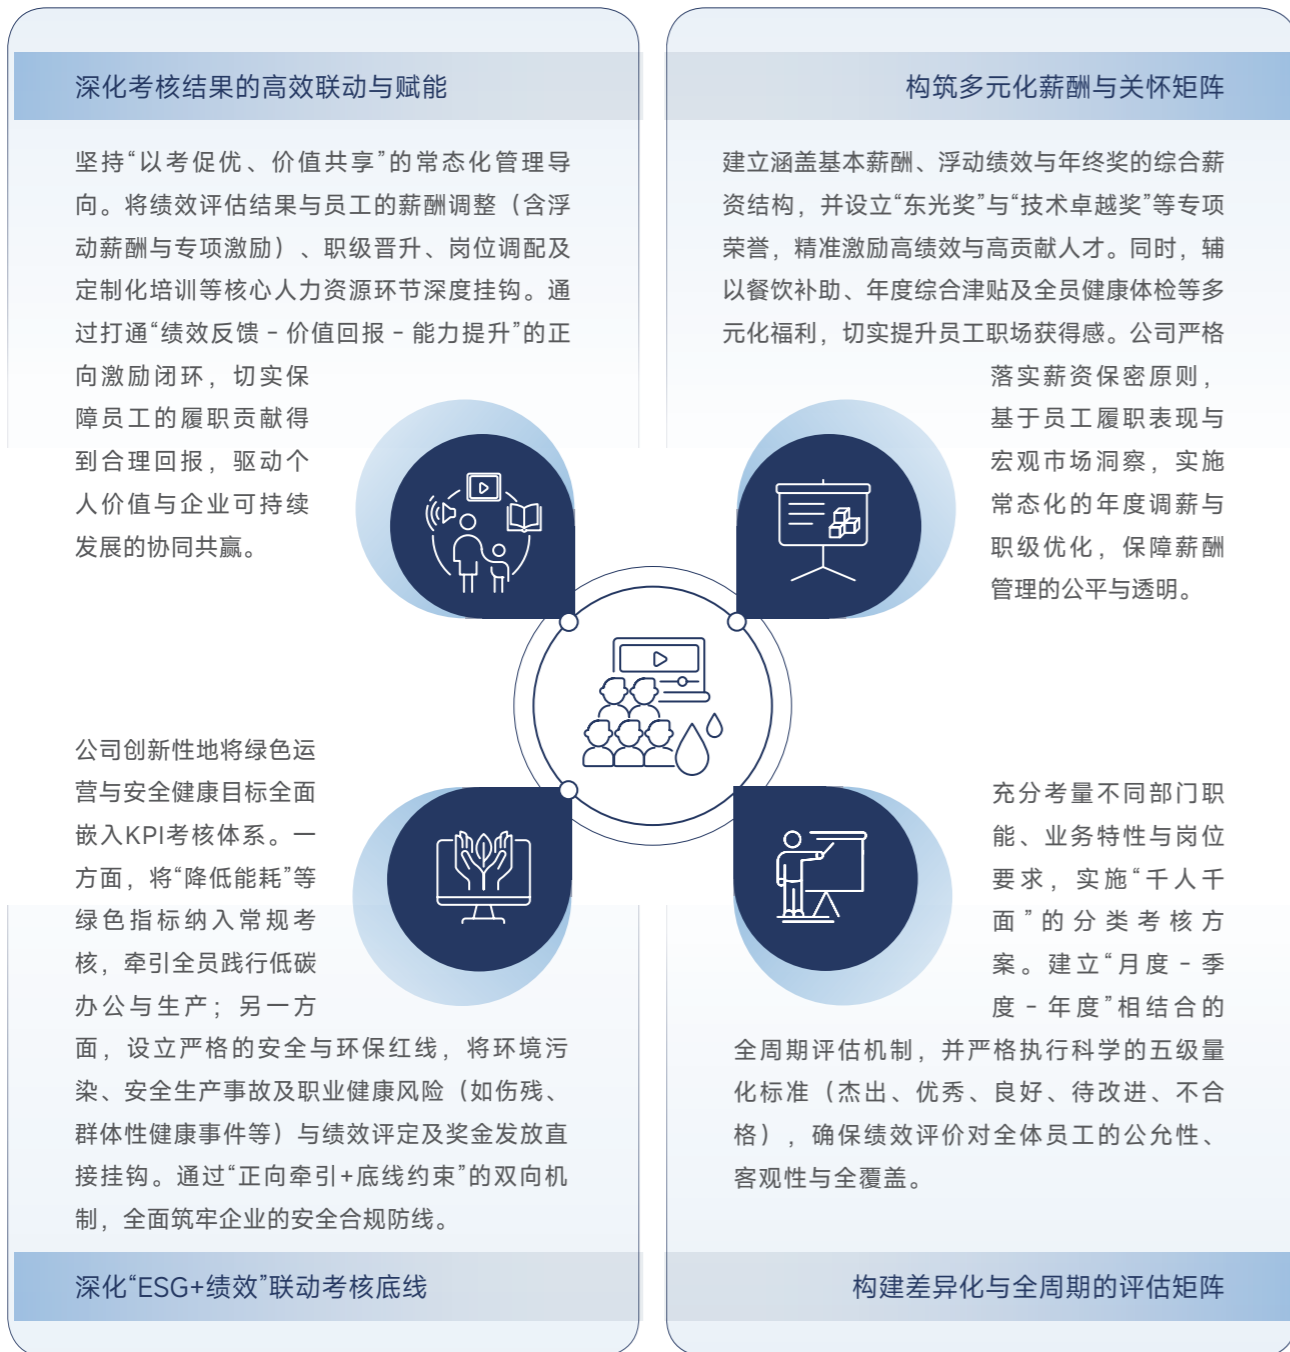 深化考核结果的高效联动与赋能
坚持“以考促优、价值共享”的常态化管理导
向。将绩效评估结果与员工的薪酬调整（含浮
动薪酬与专项激励）、职级晋升、岗位调配及
定制化培训等核心人力资源环节深度挂钩。通
过打通“绩效反馈－价值回报－能力提升”的正
向激励闭环，切实保
障员工的履职贡献得
到合理回报，驱动个
人价值与企业可持续
发展的协同共赢。
构筑多元化薪酬与关怀矩阵
建立涵盖基本薪酬、浮动绩效与年终奖的综合薪
资结构，并设立“东光奖”与“技术卓越奖”等专项
荣誉，精准激励高绩效与高贡献人才。同时，辅
以餐饮补助、年度综合津贴及全员健康体检等多
元化福利，切实提升员工职场获得感。公司严格
落实薪资保密原则，
基于员工履职表现与
宏观市场洞察，实施
常态化的年度调薪与
职级优化，保障薪酬
管理的公平与透明。
公司创新性地将绿色运
营与安全健康目标全面
嵌入KPI考核体系。一
方面，将“降低能耗”等
绿色指标纳入常规考
核，牵引全员践行低碳
办公与生产；另一方
面，设立严格的安全与环保红线，将环境污
染、安全生产事故及职业健康风险（如伤残、
群体性健康事件等）与绩效评定及奖金发放直
接挂钩。通过“正向牵引+底线约束”的双向机
制，全面筑牢企业的安全合规防线。
深化“ESG+绩效”联动考核底线
充分考量不同部门职
能、业务特性与岗位
要求，实施“千人千
面”的分类考核方
案。建立“月度－季
度－年度”相结合的
全周期评估机制，并严格执行科学的五级量
化标准（杰出、优秀、良好、待改进、不合
格），确保绩效评价对全体员工的公允性、
客观性与全覆盖。
构建差异化与全周期的评估矩阵